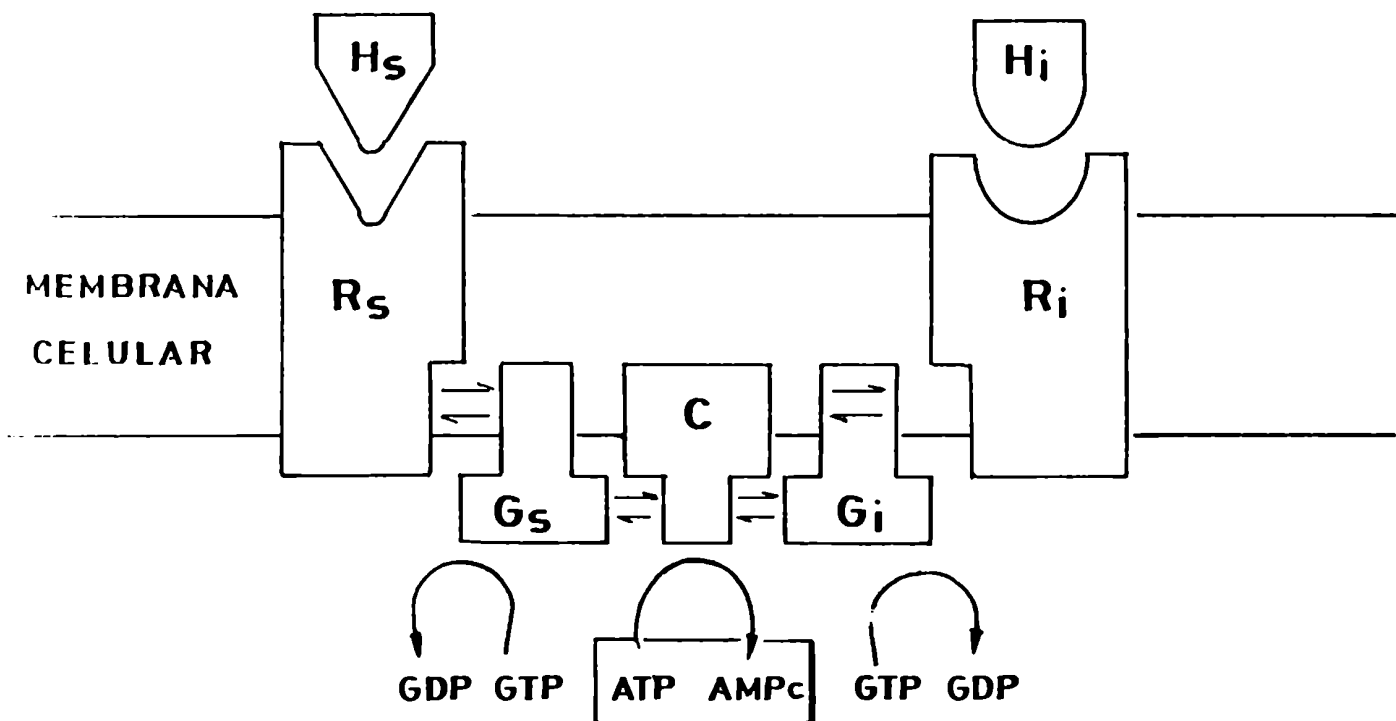 Hs
Hi
MEMBRANA
CELULAR
Rs
Ri
C
Gs
Gi
GDP GTP
ATP AMPc
GTP GDP